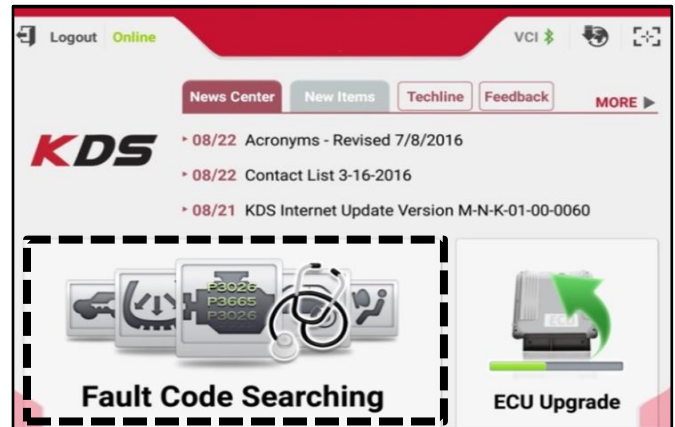 Logout Online VCI
News Center New Items Techline Feedback MORE
KDS
08/22 Acronyms - Revised 7/8/2016
08/22 Contact List 3-16-2016
08/21 KDS Internet Update Version M-N-K-01-00-0060
P3026
P3665
P3026
ECU
Fault Code Searching
ECU Upgrade